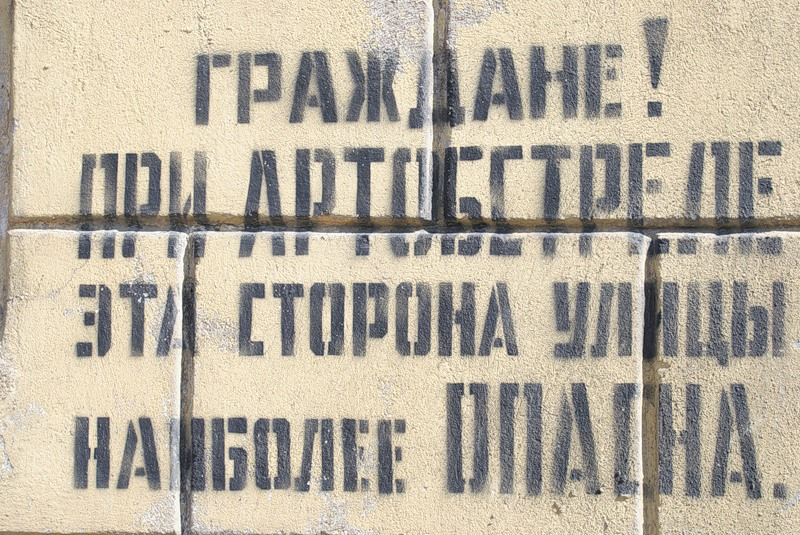 ГРАЖДАНЕ!
ПРИ АРТОБСТРЕЛЕ
ЭТА СТОРОНА УЛИЦЫ
НАИБОЛЕЕ ОПАСНА.